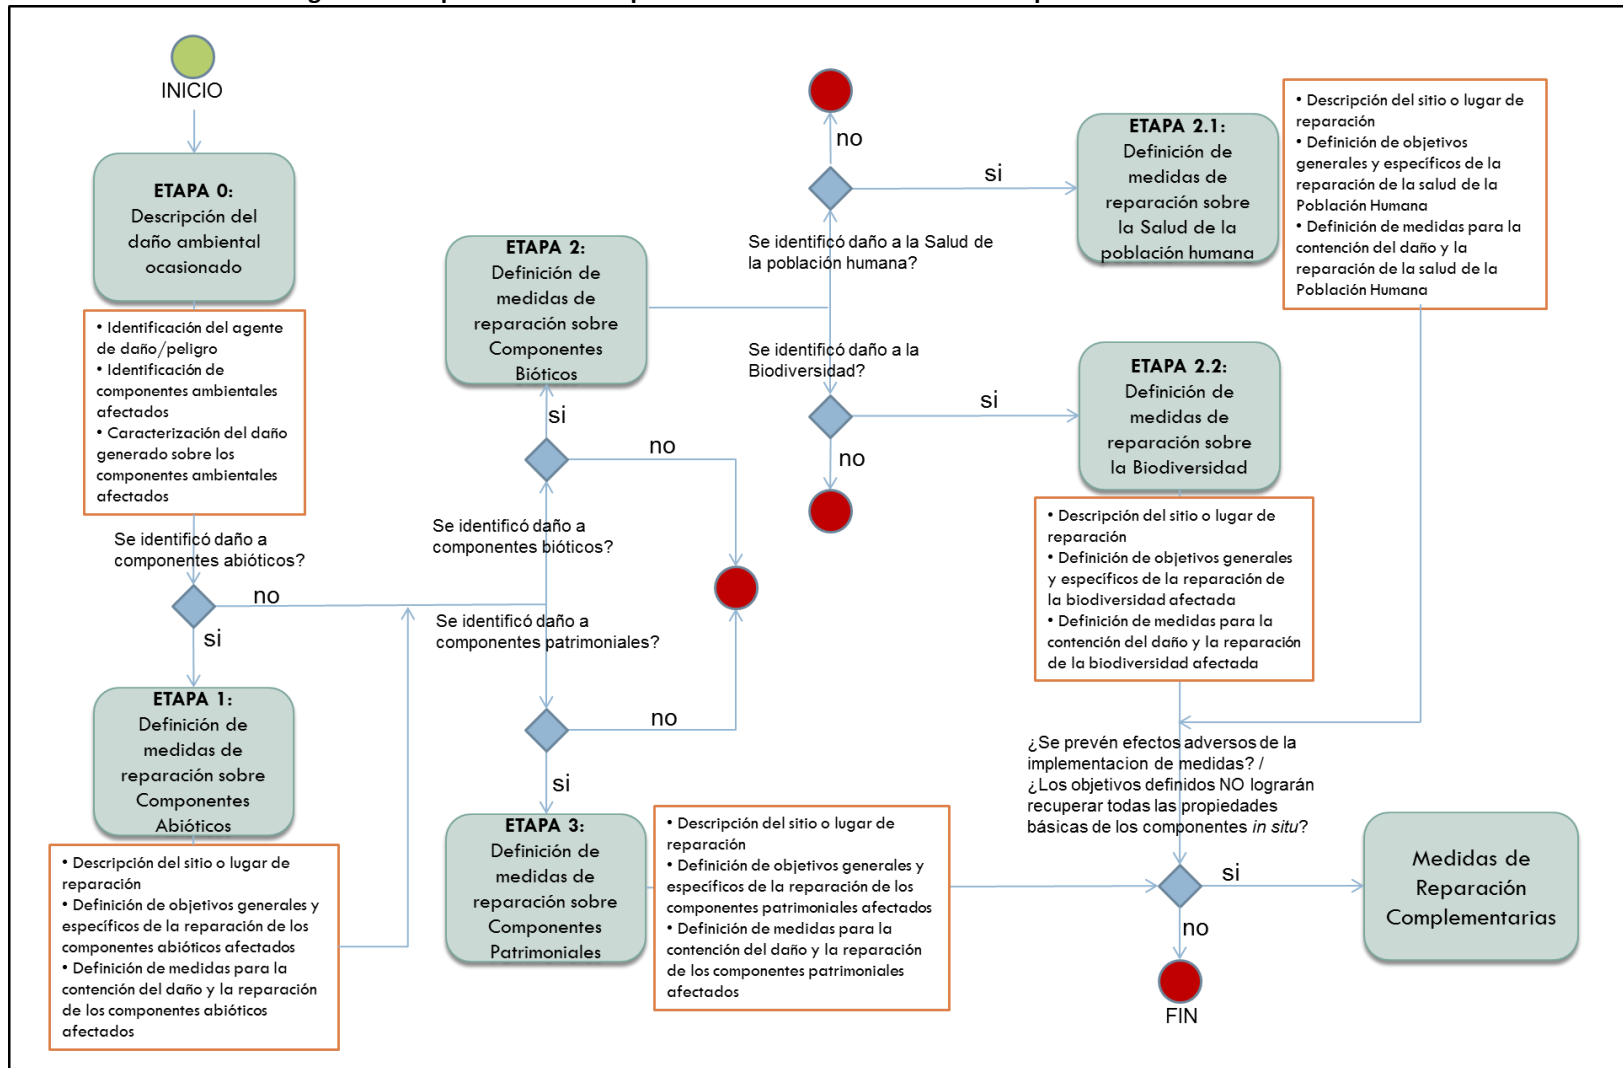 INICIO
ETAPA 0:
Descripción del
daño ambiental
ocasionado
• Identificación del agente
de daño/peligro
• Identificación de
componentes ambientales
afectados
• Caracterización del daño
generado sobre los
componentes ambientales
afectados
Se identificó daño a
componentes abióticos?
no
si
ETAPA 1:
Definición de
medidas de
reparación sobre
Componentes
Abióticos
• Descripción del sitio o lugar de
reparación
• Definición de objetivos generales y
específicos de la reparación de los
componentes abióticos afectados
• Definición de medidas para la
contención del daño y la reparación
de los componentes abióticos
afectados
ETAPA 2:
Definición de
medidas de
reparación sobre
Componentes
Bióticos
si
no
Se identificó daño a
componentes bióticos?
Se identificó daño a
componentes patrimoniales?
no
si
ETAPA 3:
Definición de
medidas de
reparación sobre
Componentes
Patrimoniales
• Descripción del sitio o lugar de
reparación
• Definición de objetivos generales y
específicos de la reparación de los
componentes patrimoniales afectados
• Definición de medidas para la
contención del daño y la reparación
de los componentes patrimoniales
afectados
no
si
Se identificó daño a la Salud de
la población humana?
Se identificó daño a la
Biodiversidad?
si
no
ETAPA 2.1:
Definición de
medidas de
reparación sobre
la Salud de la
población humana
• Descripción del sitio o lugar de
reparación
• Definición de objetivos
generales y específicos de la
reparación de la salud de la
Población Humana
• Definición de medidas para la
contención del daño y la
reparación de la salud de la
Población Humana
ETAPA 2.2:
Definición de
medidas de
reparación sobre
la Biodiversidad
• Descripción del sitio o lugar de
reparación
• Definición de objetivos generales
y específicos de la reparación de
la biodiversidad afectada
• Definición de medidas para la
contención del daño y la reparación
de la biodiversidad afectada
¿Se prevén efectos adversos de la
implementacion de medidas? /
¿Los objetivos definidos NO lograrán
recuperar todas las propiedades
básicas de los componentes in situ?
si
no
FIN
Medidas de
Reparación
Complementarias